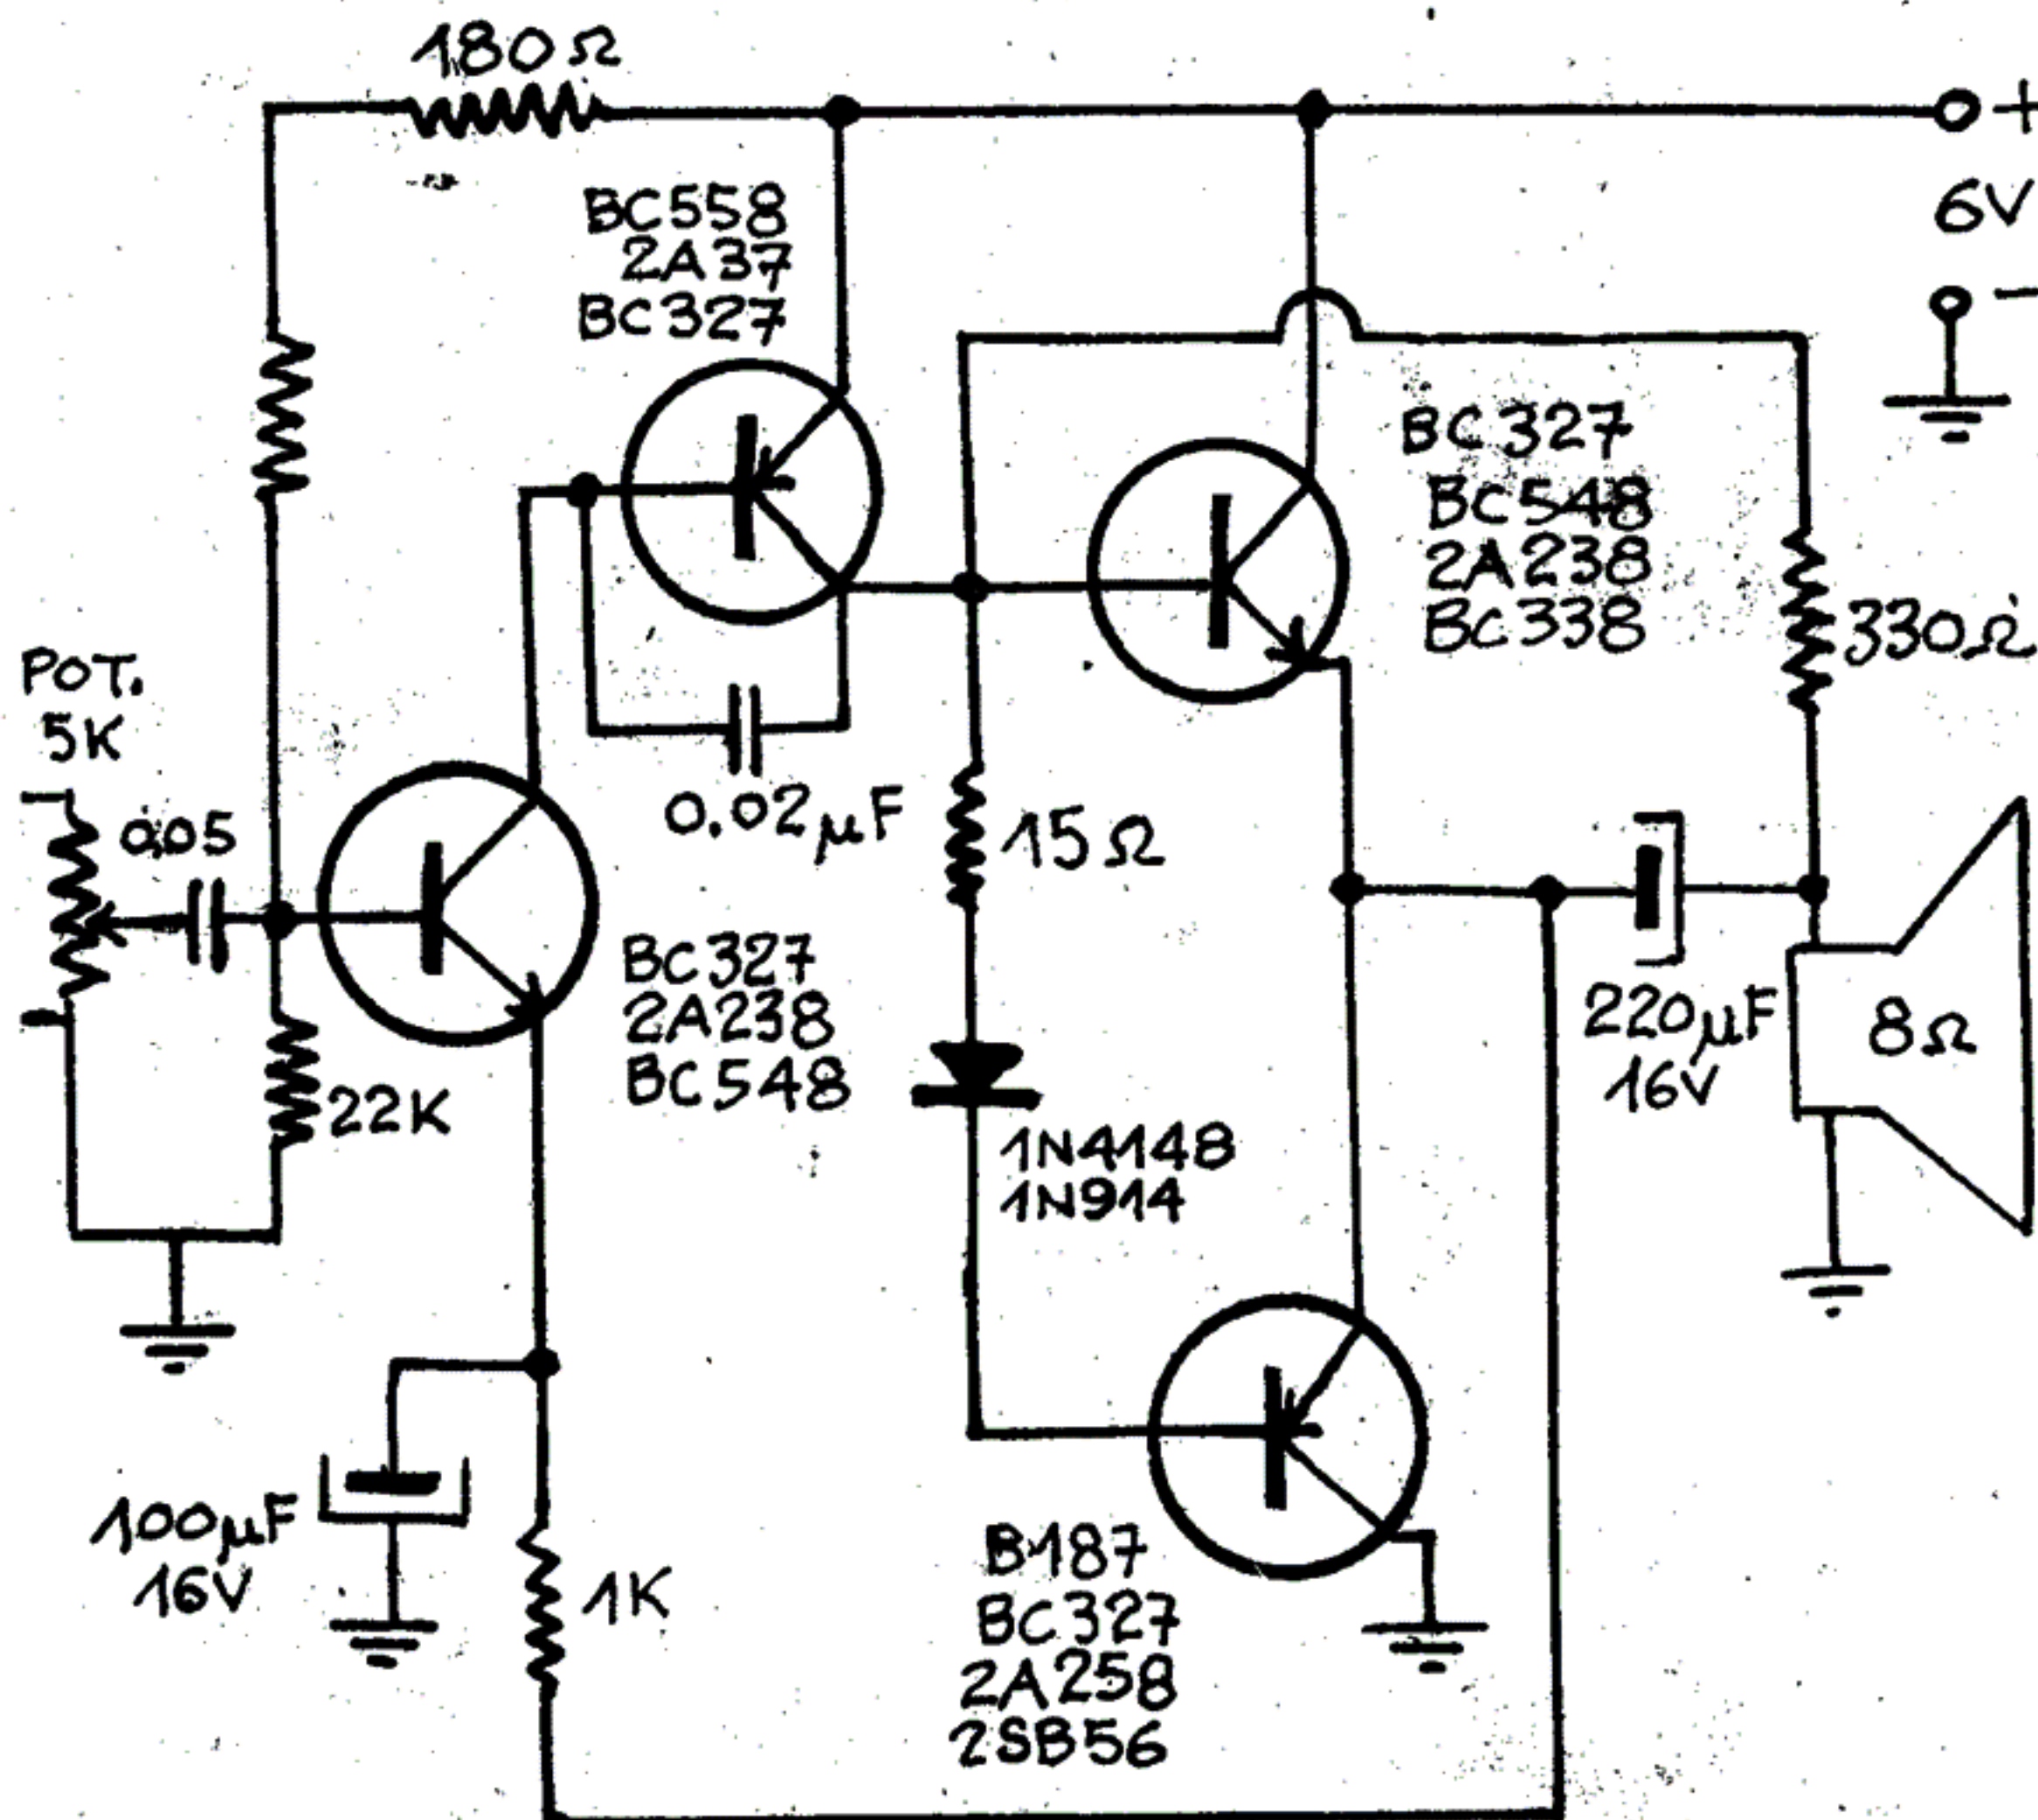 180Ω
+
6V
−
BC558
2A37
BC327
BC327
BC548
2A238
BC338
330Ω
POT.
5K
0.05
0.02µF
15Ω
BC327
2A238
BC548
220µF
16V
8Ω
22K
1N4148
1N914
100µF
16V
1K
B187
BC327
2A258
2SB56